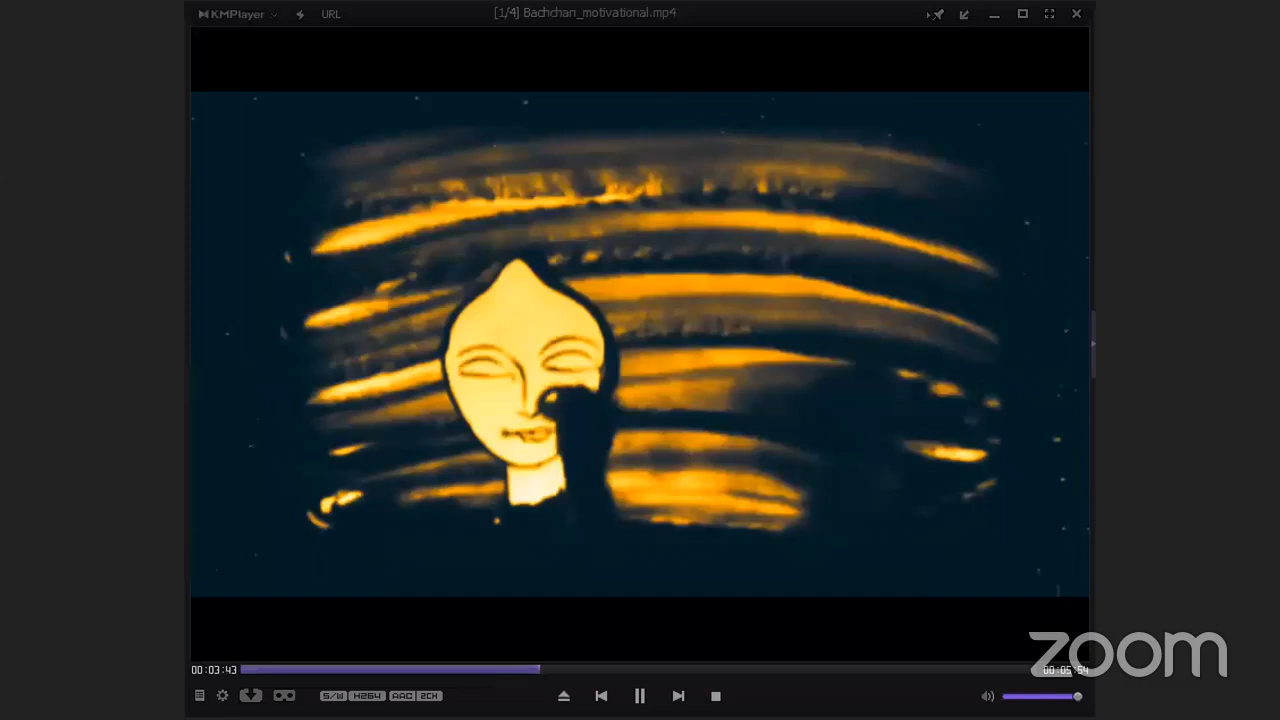 KMPlayer
URL
[1/4] Bachchan_motivational.mp4
00:03:43
00:05:54
zoom
S/W H264 AAC 2CH